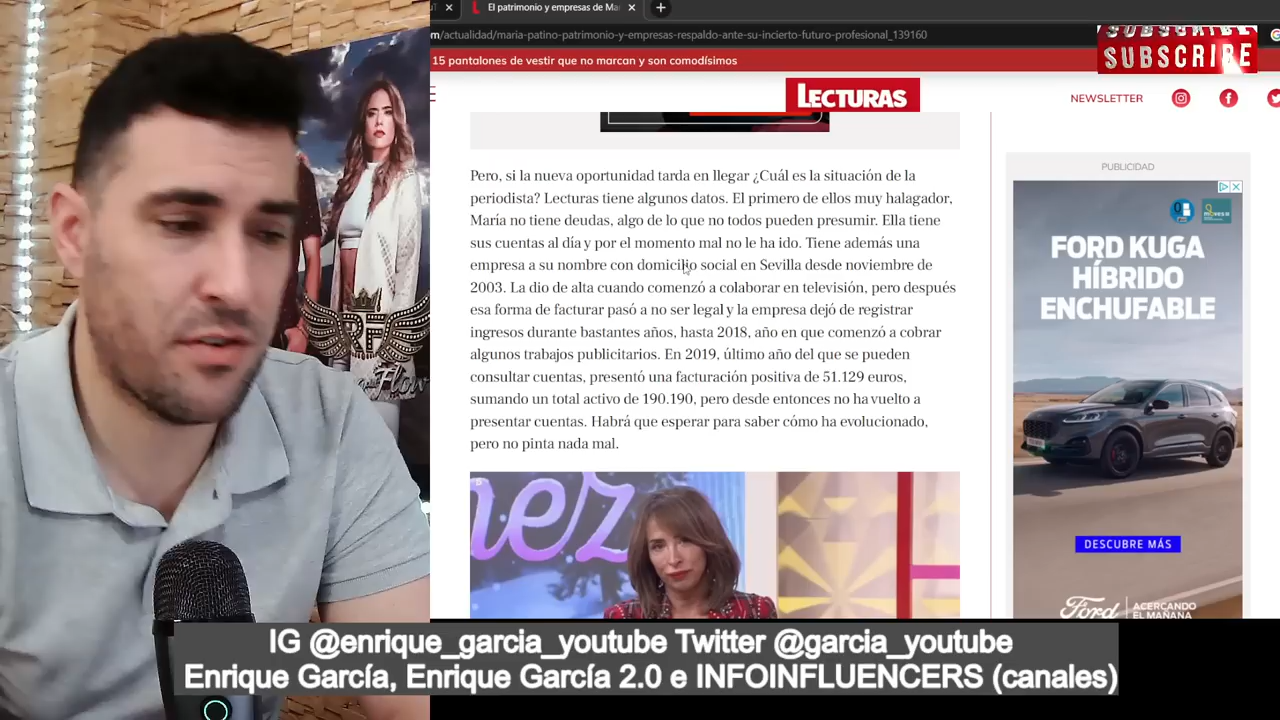 El patrimonio y empresas de Ma
m/actualidad/maria-patino-patrimonio-y-empresas-respaldo-ante-su-incierto-futuro-profesional_139160
SUBSCRIBE
SUBSCRIBE
15 pantalones de vestir que no marcan y son comodísimos
LECTURAS
NEWSLETTER
Pero, si la nueva oportunidad tarda en llegar ¿Cuál es la situación de la
periodista? Lecturas tiene algunos datos. El primero de ellos muy halagador,
María no tiene deudas, algo de lo que no todos pueden presumir. Ella tiene
sus cuentas al día y por el momento mal no le ha ido. Tiene además una
empresa a su nombre con domicilio social en Sevilla desde noviembre de
2003. La dio de alta cuando comenzó a colaborar en televisión, pero después
esa forma de facturar pasó a no ser legal y la empresa dejó de registrar
ingresos durante bastantes años, hasta 2018, año en que comenzó a cobrar
algunos trabajos publicitarios. En 2019, último año del que se pueden
consultar cuentas, presentó una facturación positiva de 51.129 euros,
sumando un total activo de 190.190, pero desde entonces no ha vuelto a
presentar cuentas. Habrá que esperar para saber cómo ha evolucionado,
pero no pinta nada mal.
PUBLICIDAD
FORD KUGA
HÍBRIDO
ENCHUFABLE
DESCUBRE MÁS
Ford
ACERCANDO
EL MAÑANA
nez
Flow
IG @enrique_garcia_youtube Twitter @garcia_youtube
Enrique García, Enrique García 2.0 e INFOINFLUENCERS (canales)